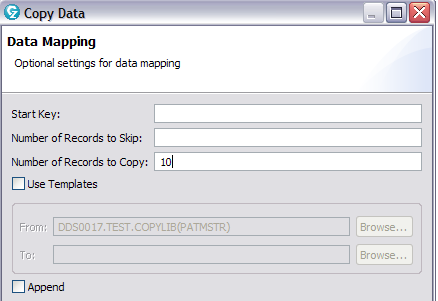 Copy Data
Data Mapping
Optional settings for data mapping
Start Key:
Number of Records to Skip:
Number of Records to Copy: 10
Use Templates
From: DDS0017.TEST.COPYLIB(PATMSTR) Browse...
To: Browse...
Append